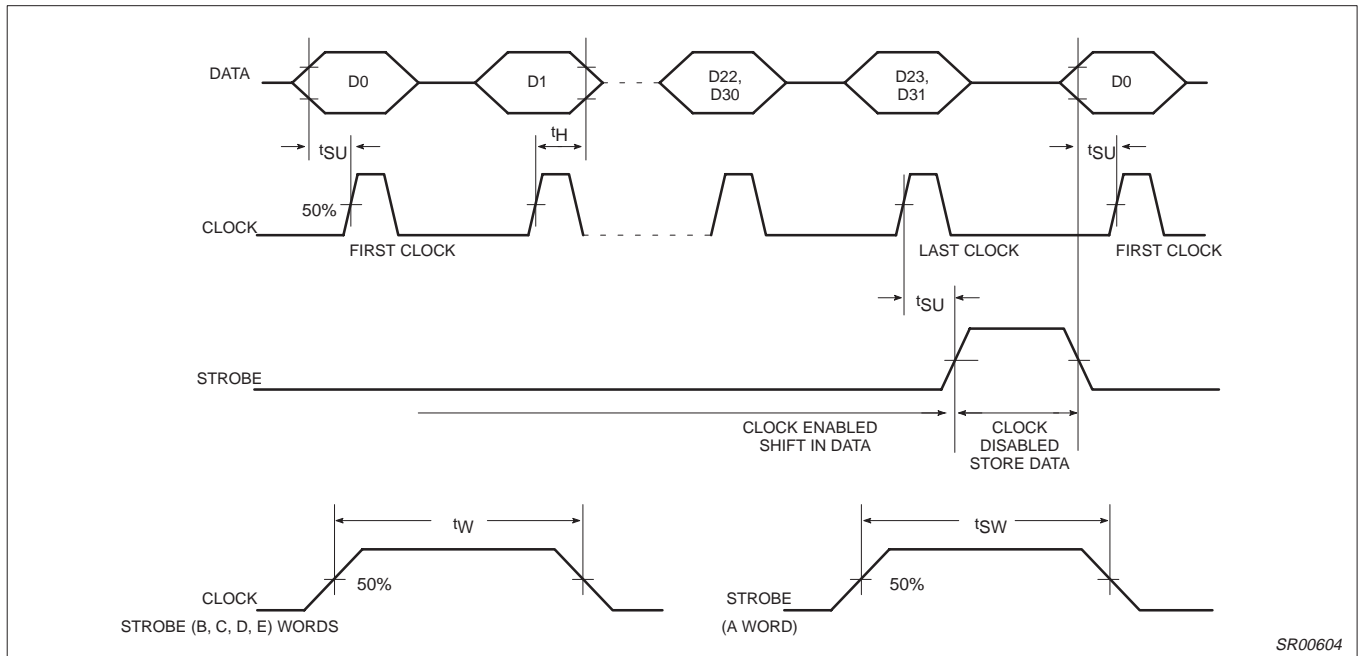 DATA
D0
D1
D22,
D30
D23,
D31
D0
tSU
tH
tSU
50%
CLOCK
FIRST CLOCK
LAST CLOCK
FIRST CLOCK
tSU
STROBE
CLOCK ENABLED
SHIFT IN DATA
CLOCK
DISABLED
STORE DATA
tW
tSW
50%
50%
CLOCK
STROBE (B, C, D, E) WORDS
STROBE
(A WORD)
SR00604